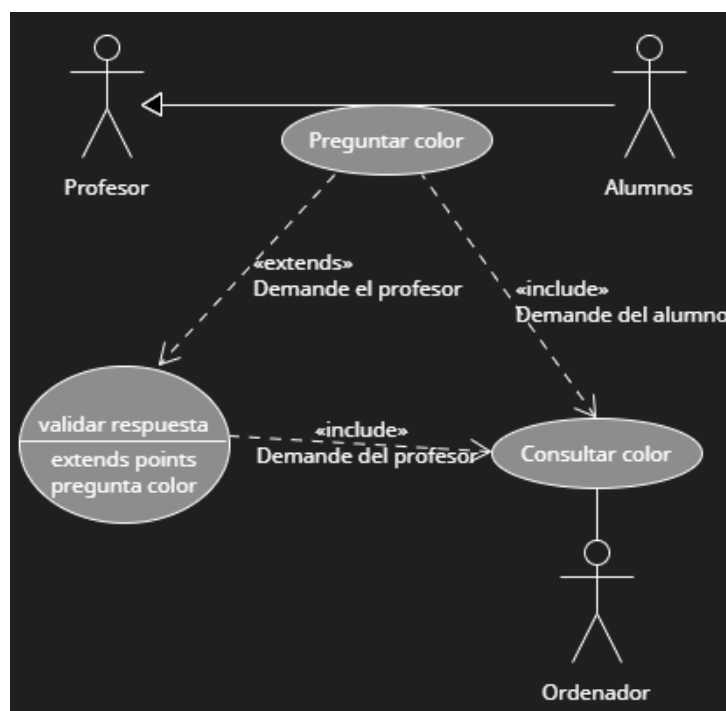 Preguntar color
Profesor
Alumnos
«extends»
Demande el profesor
«include»
Demande del alumno
validar respuesta
extends points
pregunta color
«include»
Demande del profesor
Consultar color
Ordenador